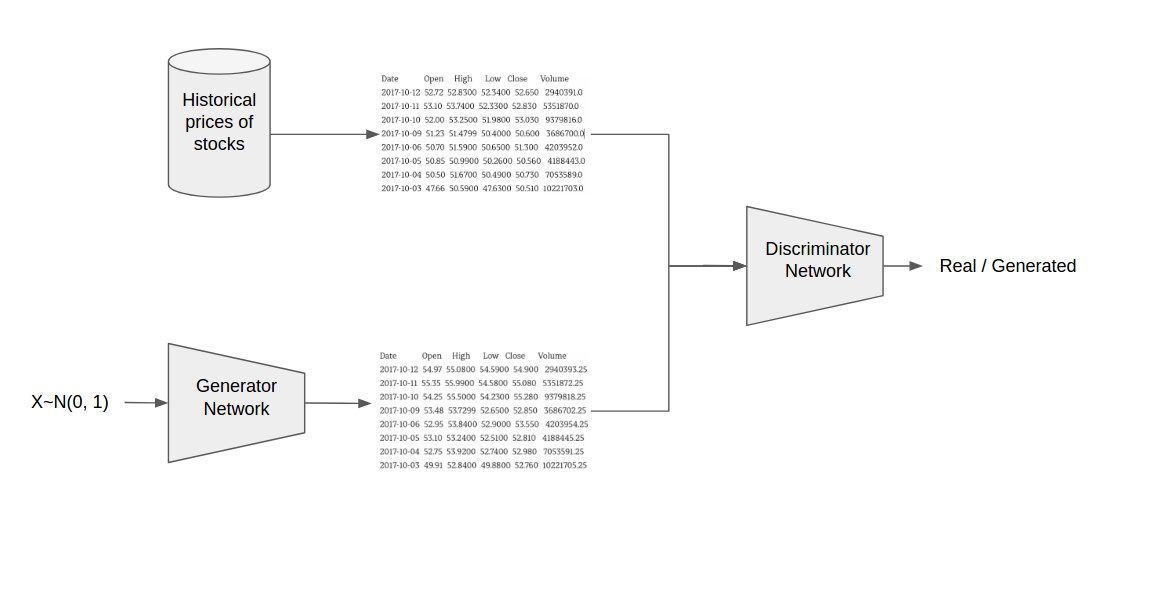 Historical
prices of
stocks
Date Open High Low Close Volume
2017-10-12 52.72 52.8300 52.3400 52.650 2940391.0
2017-10-11 53.10 53.7400 52.3300 52.830 5351870.0
2017-10-10 52.00 53.2500 51.9800 53.030 9379816.0
2017-10-09 51.23 51.4799 50.4000 50.600 3686700.0
2017-10-06 50.70 51.5900 50.6500 51.300 4203952.0
2017-10-05 50.85 50.9900 50.2600 50.560 4188443.0
2017-10-04 50.50 51.6700 50.4900 50.730 7053589.0
2017-10-03 47.66 50.5900 47.6300 50.510 10221703.0
Discriminator
Network
Real / Generated
X~N(0, 1)
Generator
Network
Date Open High Low Close Volume
2017-10-12 54.97 55.0800 54.5900 54.900 2940393.25
2017-10-11 55.35 55.9900 54.5800 55.080 5351872.25
2017-10-10 54.25 55.5000 54.2300 55.280 9379818.25
2017-10-09 53.48 53.7299 52.6500 52.850 3686702.25
2017-10-06 52.95 53.8400 52.9000 53.550 4203954.25
2017-10-05 53.10 53.2400 52.5100 52.810 4188445.25
2017-10-04 52.75 53.9200 52.7400 52.980 7053591.25
2017-10-03 49.91 52.8400 49.8800 52.760 10221705.25